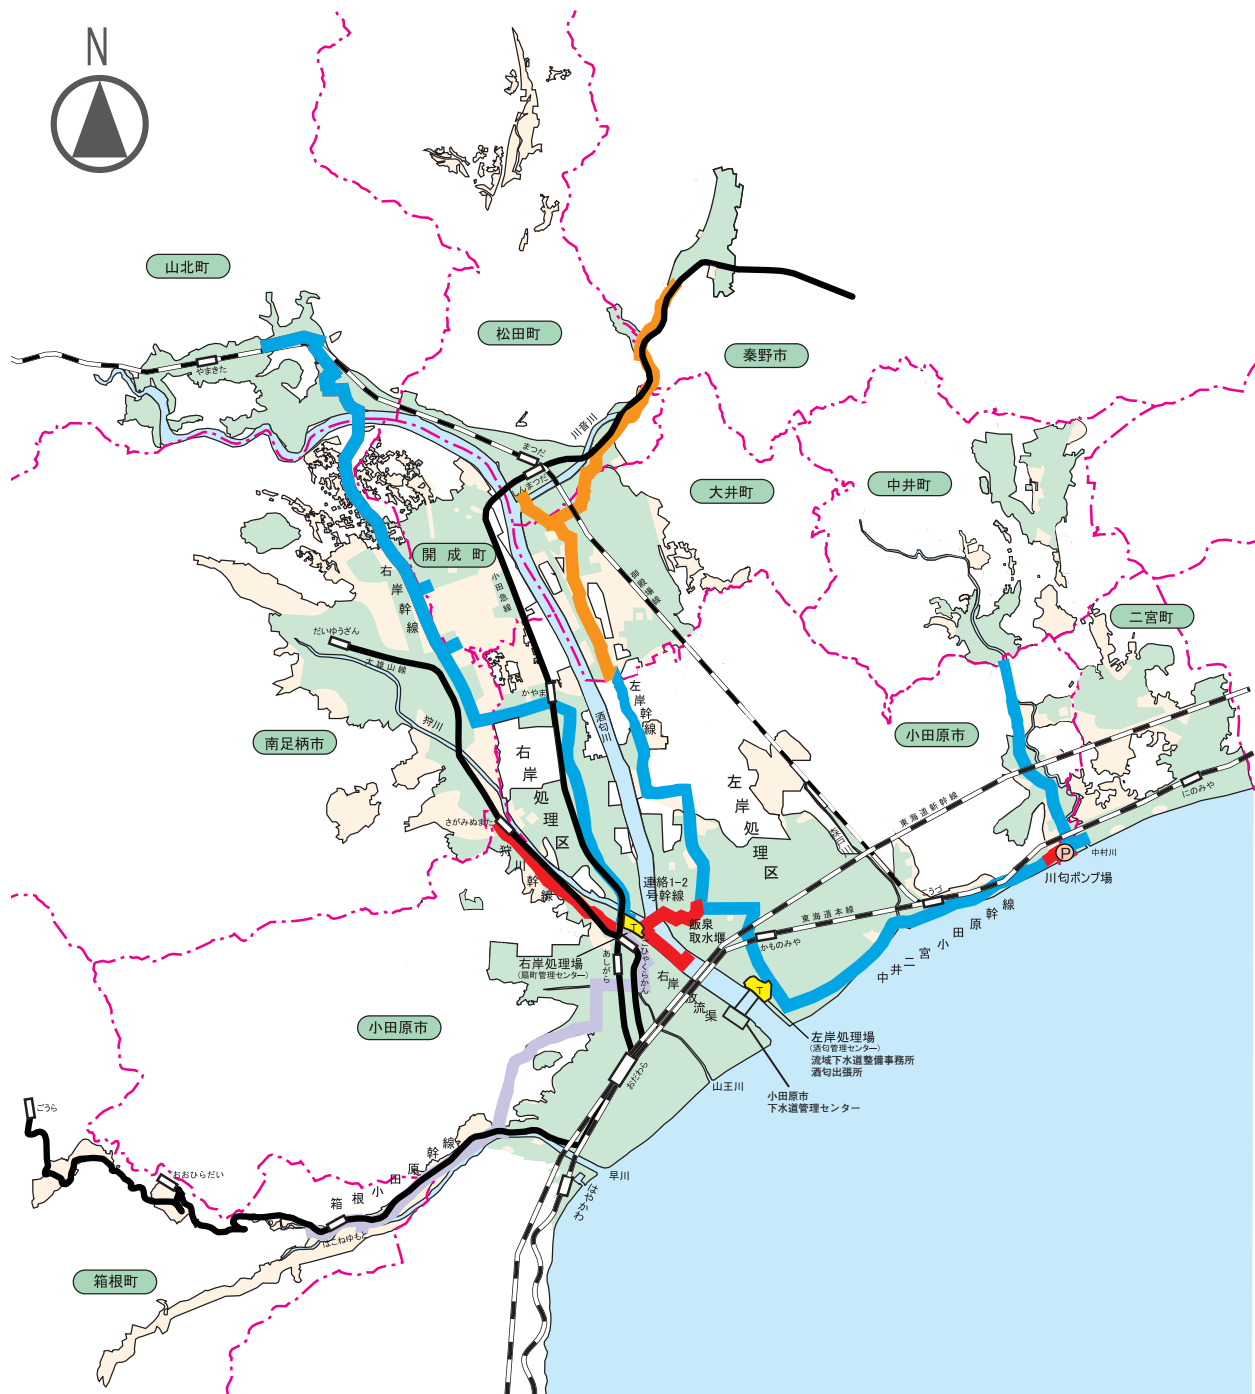 N
山北町
松田町
秦野市
やまきた
川音川
まつだ
しんまつだ
大井町
中井町
開成町
右岸幹線
小田急線
御殿場線
二宮町
だいゆうざん
大雄山線
かやま
左岸幹線
酒匂川
狩川
南足柄市
小田原市
右岸処理区
左岸処理区
東海道新幹線
にのみや
さがみぬまた
狩川幹線
森戸川
P
中村川
川匂ポンプ場
連絡1-2
号幹線
こうづ
飯泉
取水堰
東海道本線
かものみや
中井二宮小田原幹線
T
右岸処理場
(扇町管理センター)
あしがら
ひゃくらかん
右岸放流渠
T
左岸処理場
(酒匂管理センター)
流域下水道整備事務所
酒匂出張所
小田原市
おだわら
山王川
小田原市
下水道管理センター
ごうら
おおひらだい
箱根小田原幹線
早川
はやかわ
はこねゆもと
箱根町